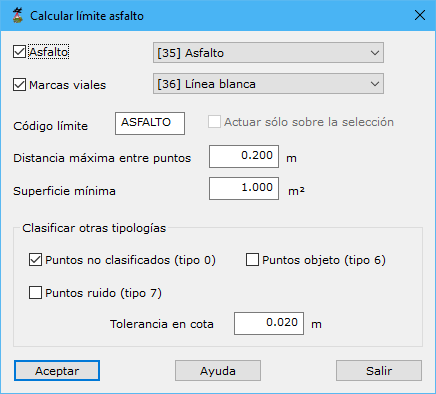 Calcular límite asfalto
Asfalto [35] Asfalto
Marcas viales [36] Línea blanca
Código límite ASFALTO Actuar sólo sobre la selección
Distancia máxima entre puntos 0.200 m
Superficie mínima 1.000 m²
Clasificar otras tipologías
Puntos no clasificados (tipo 0) Puntos objeto (tipo 6)
Puntos ruido (tipo 7)
Tolerancia en cota 0.020 m
Aceptar Ayuda Salir